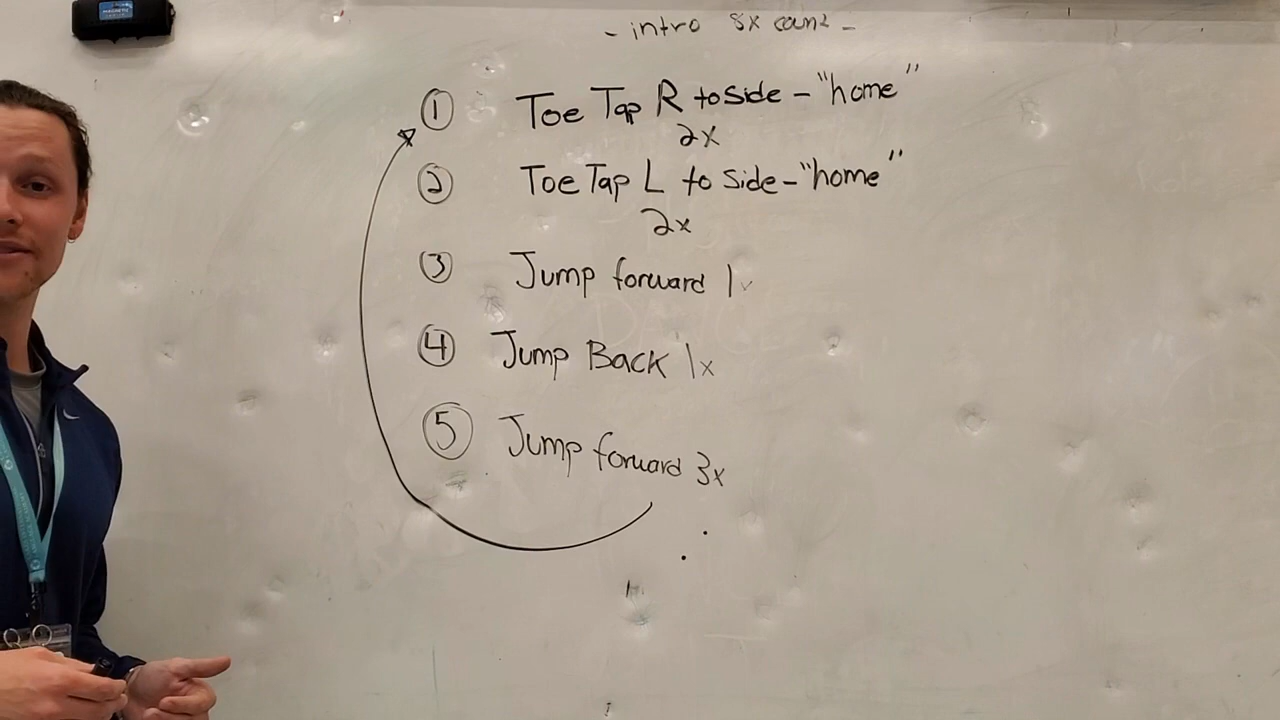 - intro 8x count -
① Toe Tap R to side - "home"
2x
② Toe Tap L to side - "home"
2x
③ Jump forward 1x
④ Jump Back 1x
⑤ Jump forward 3x